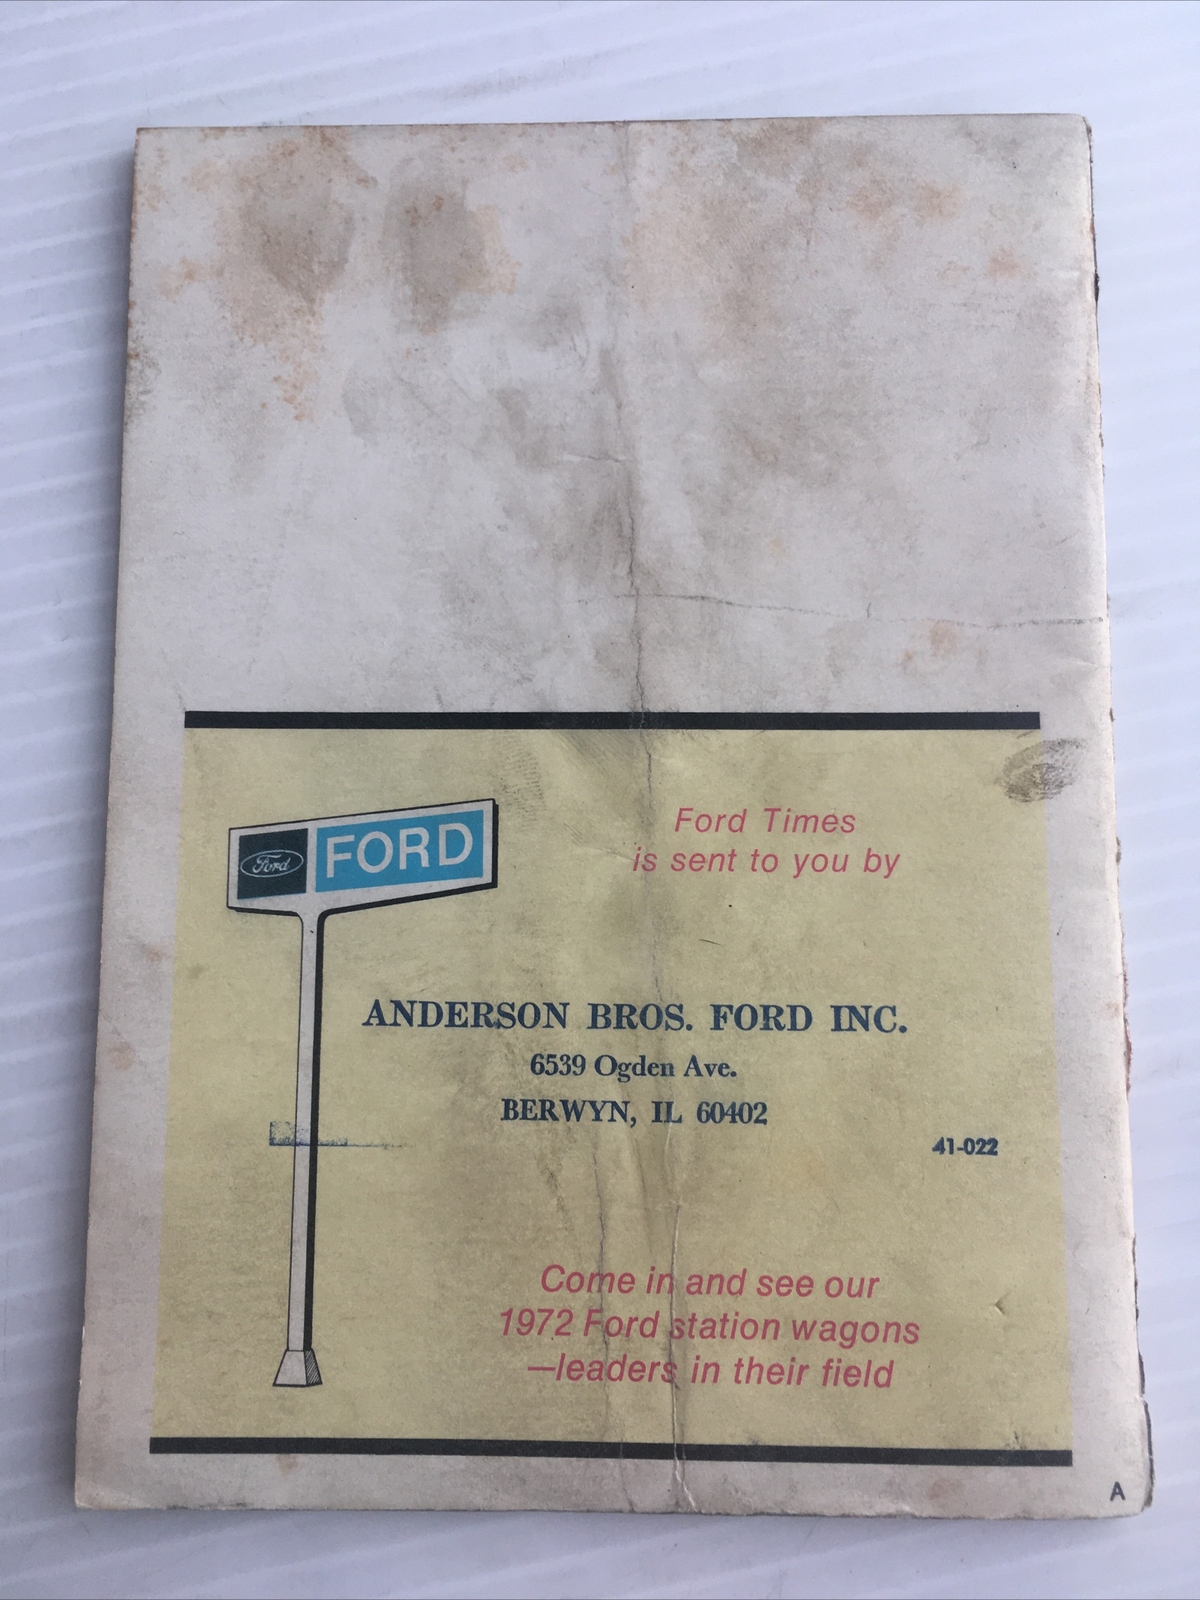 Ford FORD
Ford Times
is sent to you by
ANDERSON BROS. FORD INC.
6539 Ogden Ave.
BERWYN, IL 60402
41-022
Come in and see our
1972 Ford station wagons
—leaders in their field
A